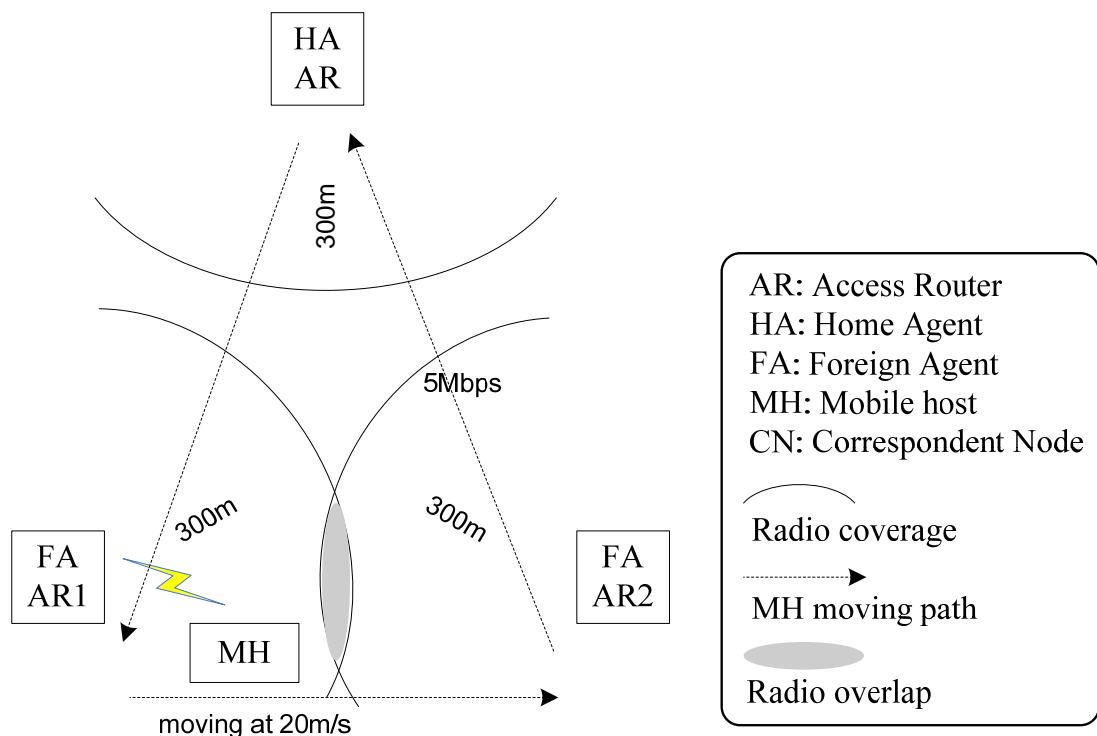 HA
AR
300m
5Mbps
300m
300m
FA
AR1
FA
AR2
MH
moving at 20m/s
AR: Access Router
HA: Home Agent
FA: Foreign Agent
MH: Mobile host
CN: Correspondent Node
Radio coverage
MH moving path
Radio overlap